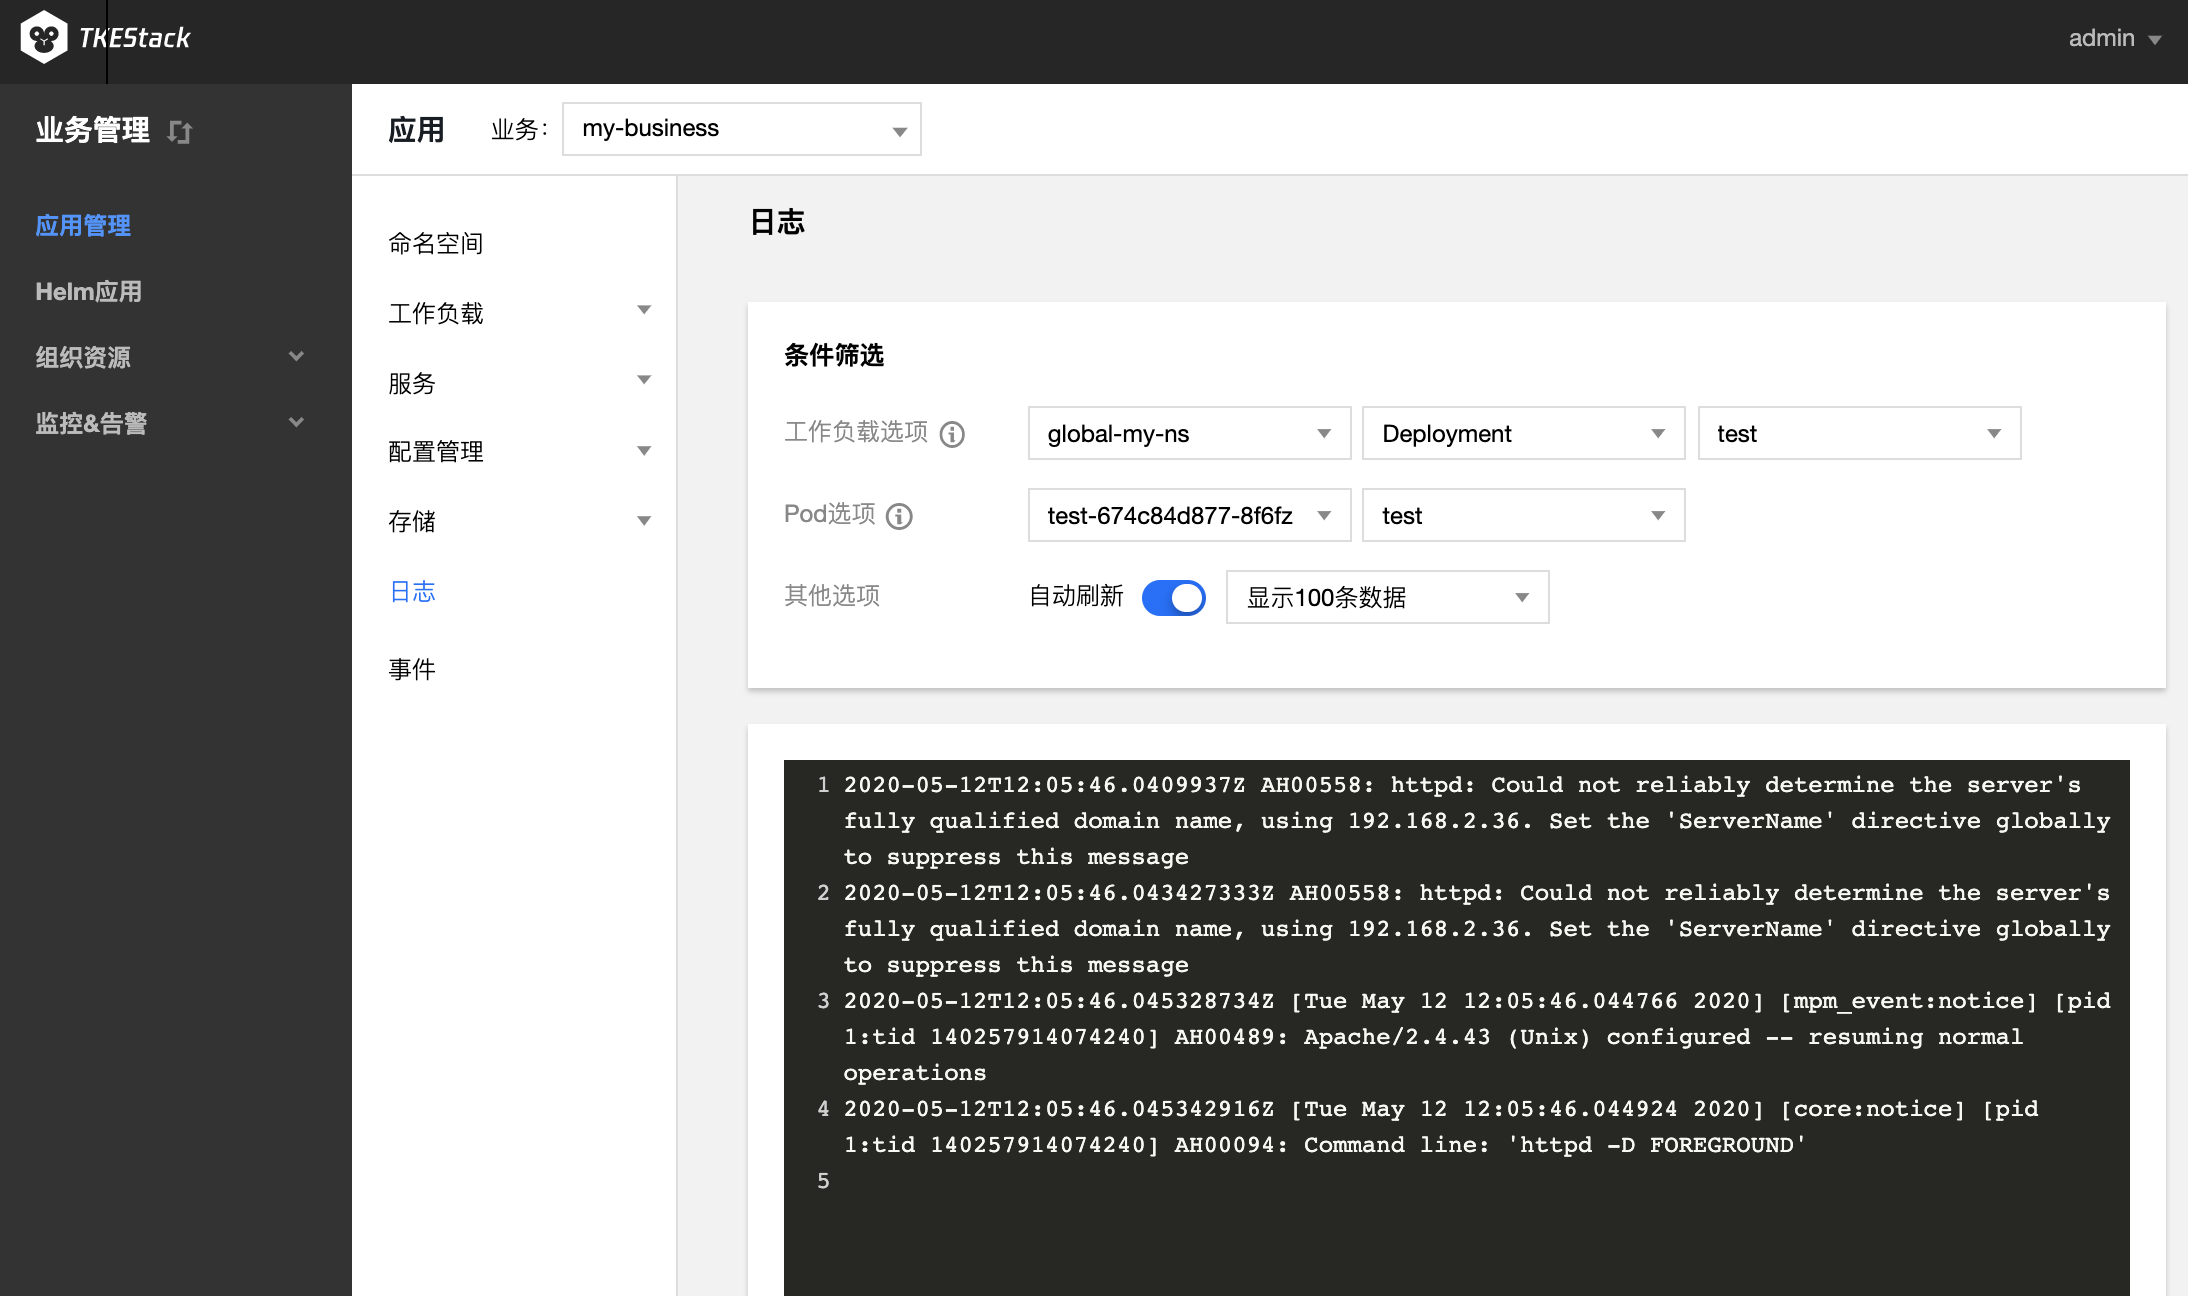 TKEStack
admin
业务管理
应用管理
Helm应用
组织资源
监控&告警
应用
业务：
my-business
命名空间
工作负载
服务
配置管理
存储
日志
事件
日志
条件筛选
工作负载选项
global-my-ns
Deployment
test
Pod选项
test-674c84d877-8f6fz
test
其他选项
自动刷新
显示100条数据
1 2020-05-12T12:05:46.0409937Z AH00558: httpd: Could not reliably determine the server's
fully qualified domain name, using 192.168.2.36. Set the 'ServerName' directive globally
to suppress this message
2 2020-05-12T12:05:46.043427333Z AH00558: httpd: Could not reliably determine the server's
fully qualified domain name, using 192.168.2.36. Set the 'ServerName' directive globally
to suppress this message
3 2020-05-12T12:05:46.045328734Z [Tue May 12 12:05:46.044766 2020] [mpm_event:notice] [pid
1:tid 140257914074240] AH00489: Apache/2.4.43 (Unix) configured -- resuming normal
operations
4 2020-05-12T12:05:46.045342916Z [Tue May 12 12:05:46.044924 2020] [core:notice] [pid
1:tid 140257914074240] AH00094: Command line: 'httpd -D FOREGROUND'
5